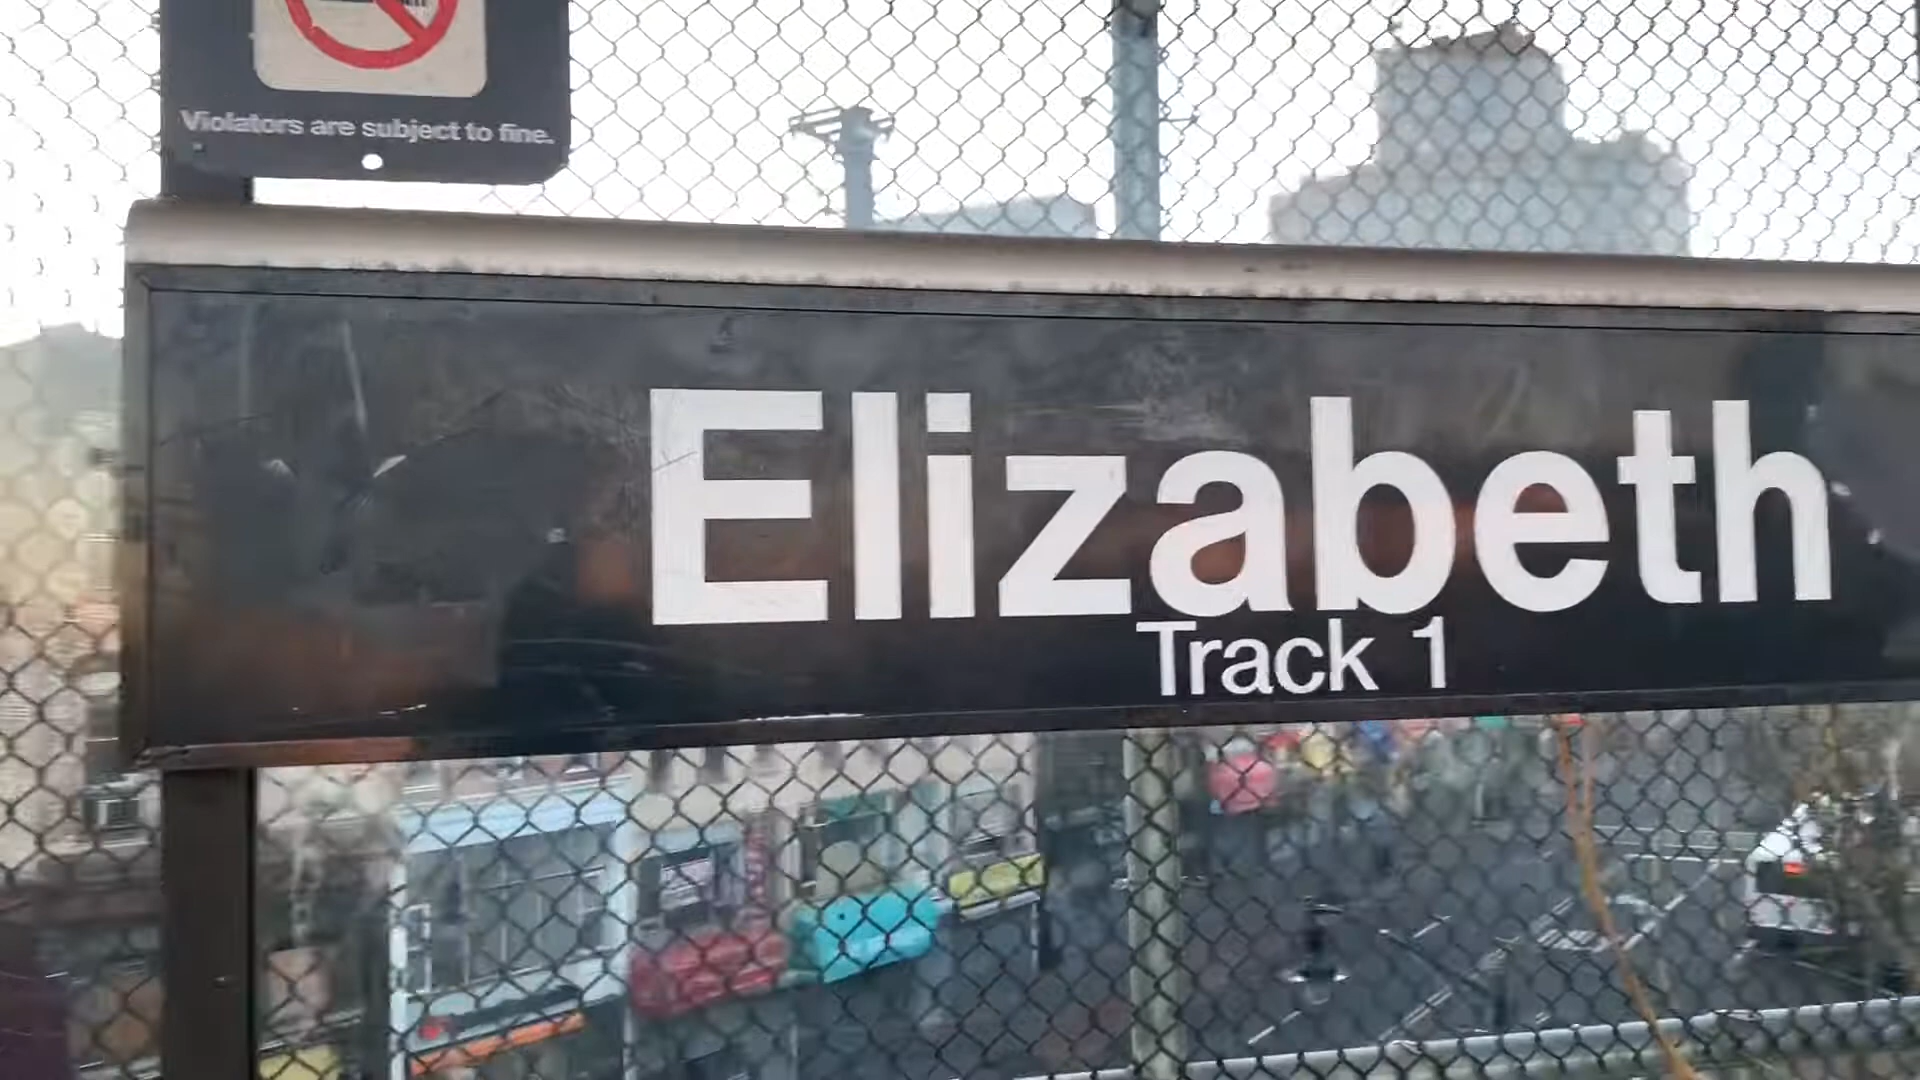 Violators are subject to fine.
Elizabeth
Track 1